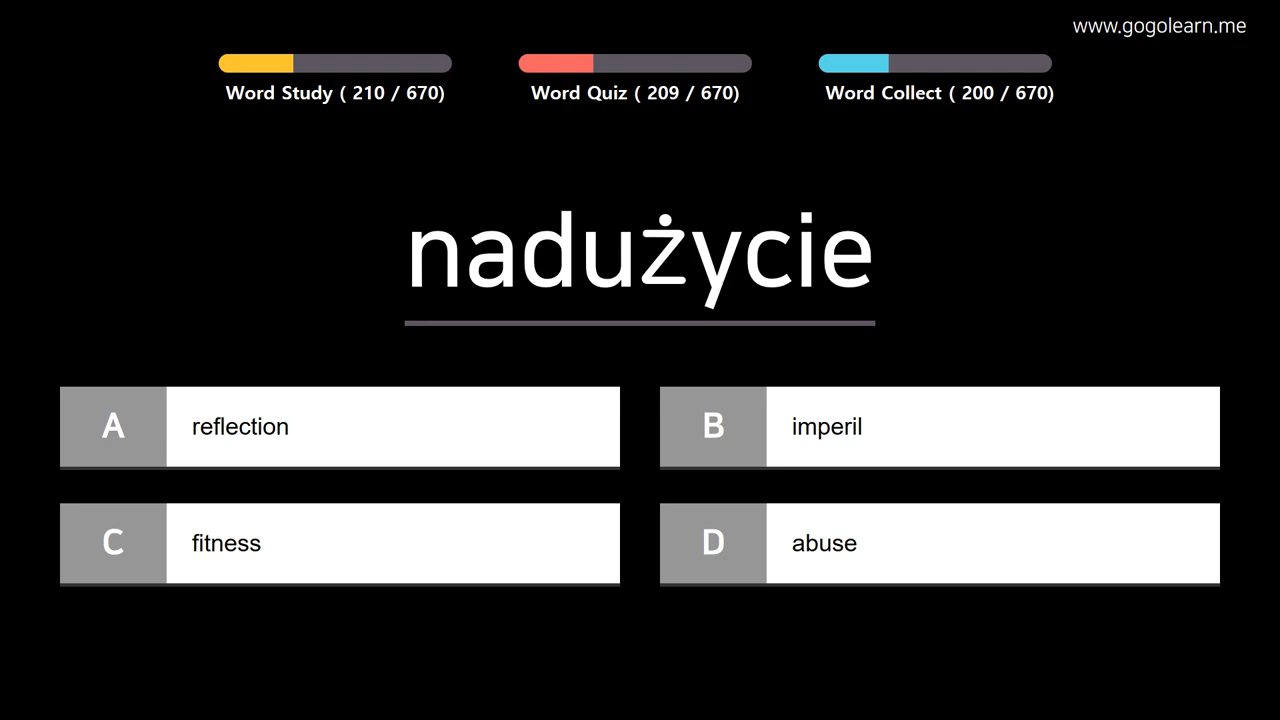 www.gogolearn.me
Word Study ( 210 / 670)
Word Quiz ( 209 / 670)
Word Collect ( 200 / 670)
nadużycie
A reflection
B imperil
C fitness
D abuse